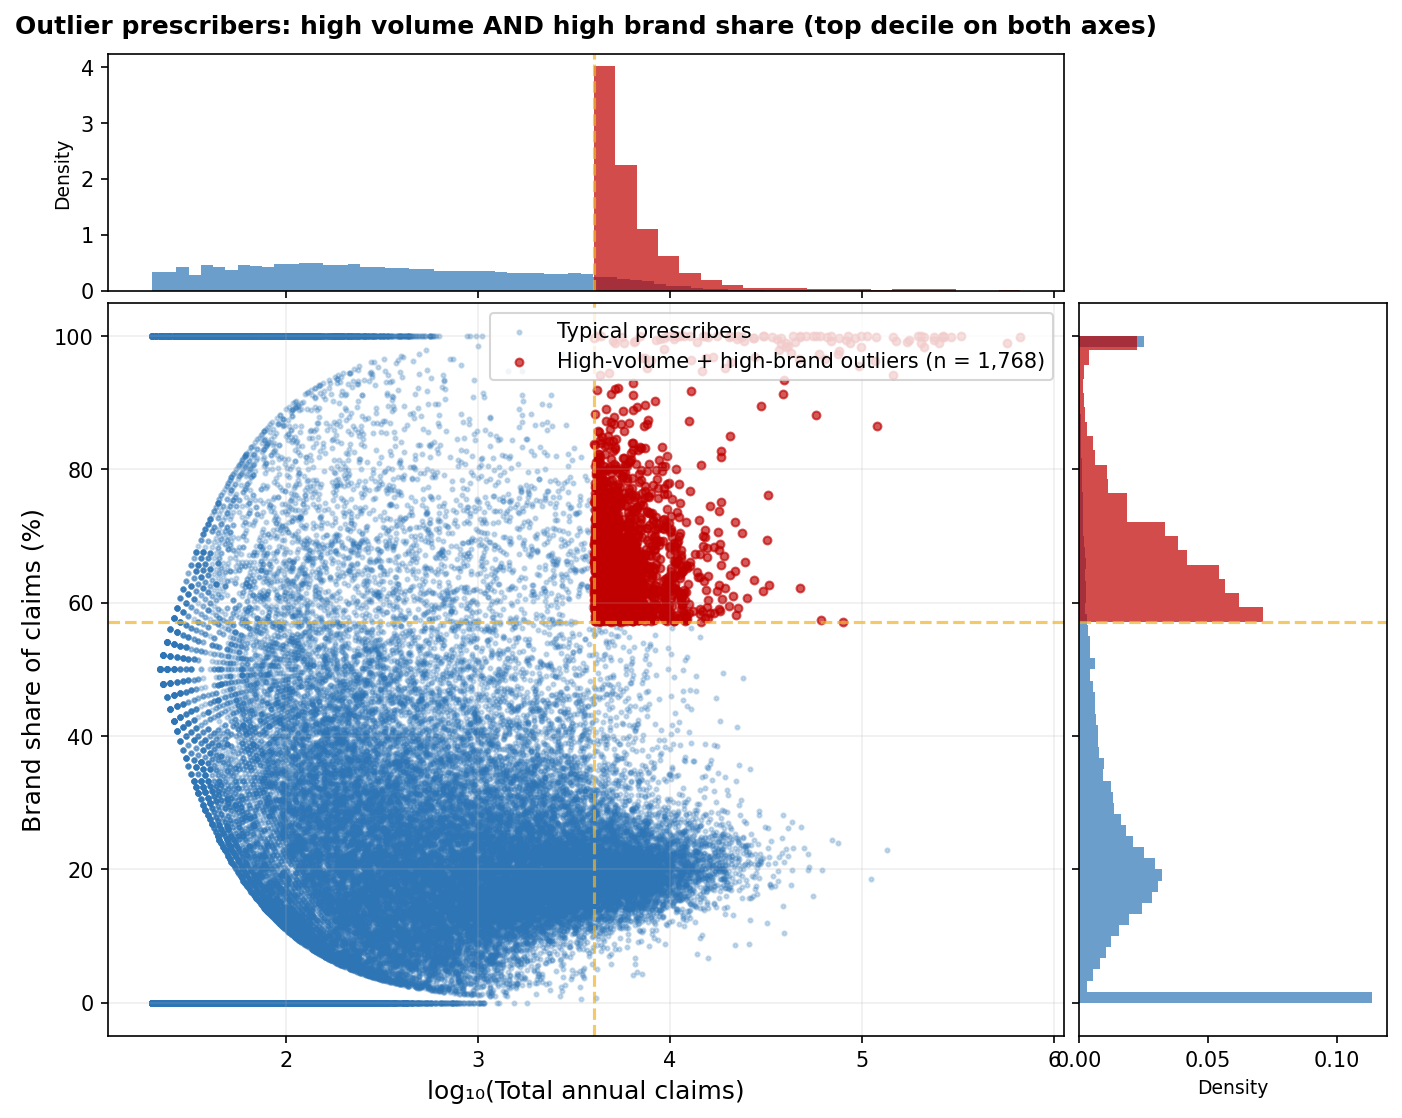 Outlier prescribers: high volume AND high brand share (top decile on both axes)
4
3
2
1
0
Density
Typical prescribers
High-volume + high-brand outliers (n = 1,768)
100
80
60
40
20
0
Brand share of claims (%)
2
3
4
5
6
log₁₀(Total annual claims)
0.00
0.05
0.10
Density